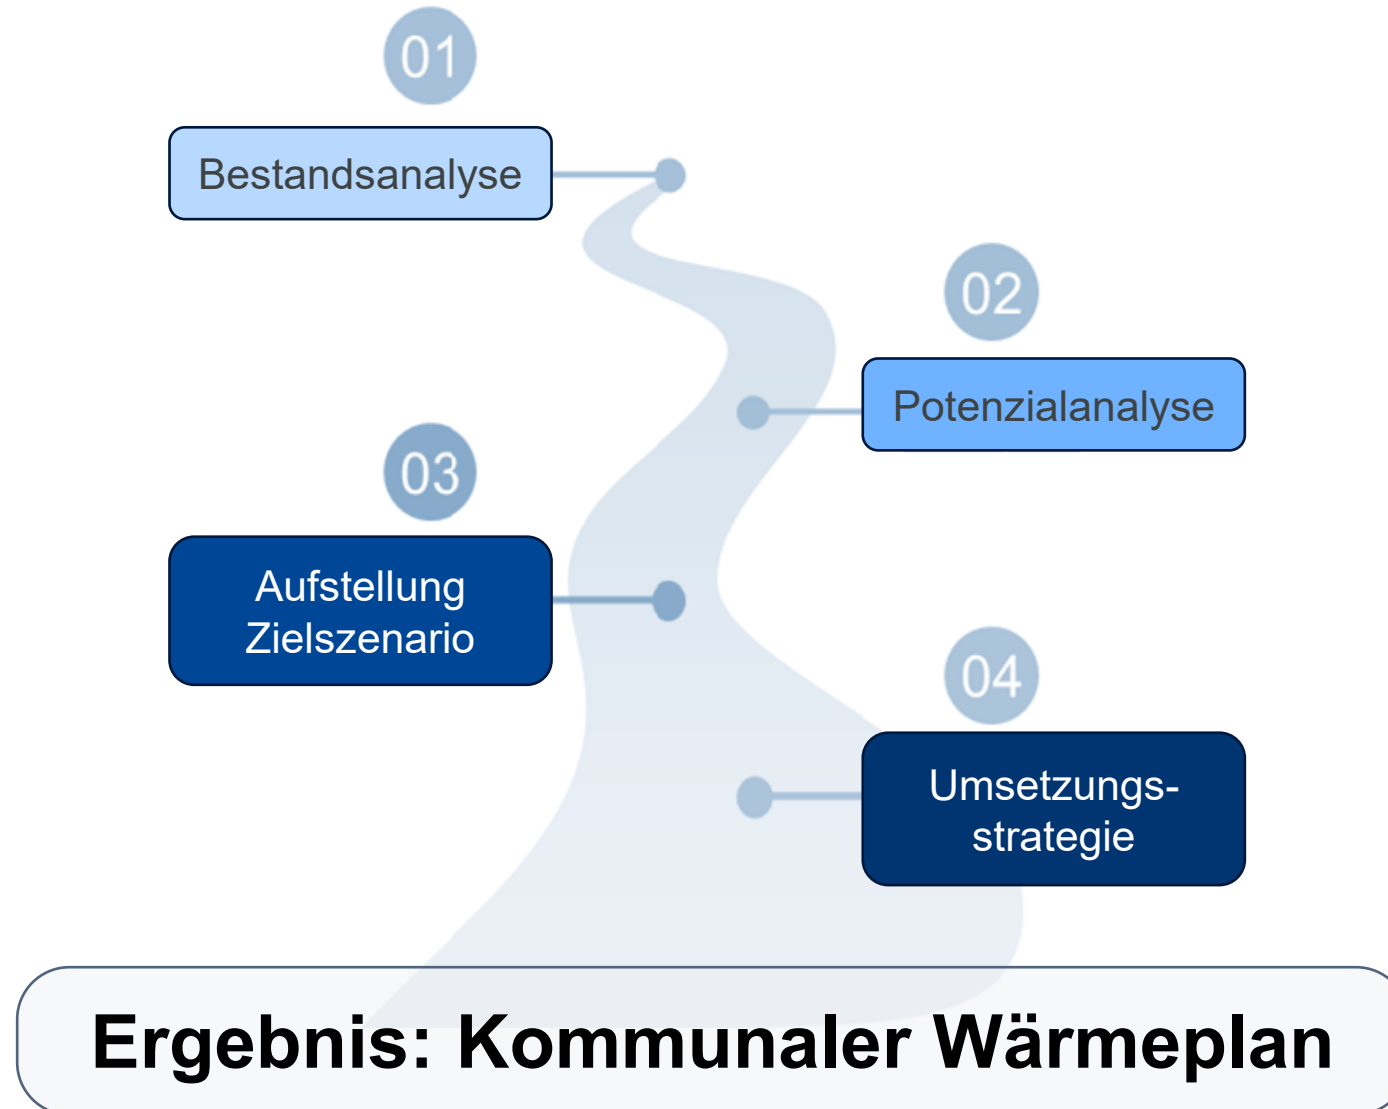 01
Bestandsanalyse
02
Potenzialanalyse
03
Aufstellung
Zielszenario
04
Umsetzungs-
strategie
Ergebnis: Kommunaler Wärmeplan